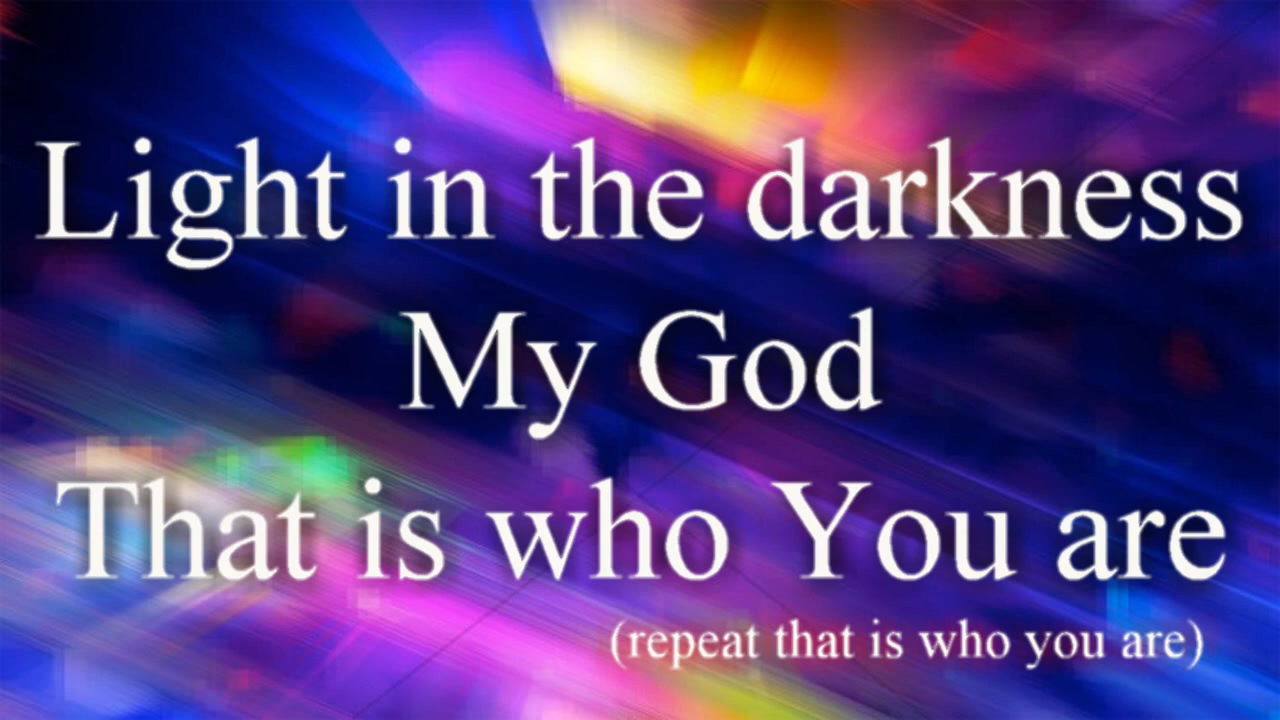 Light in the darkness
My God
That is who You are
(repeat that is who you are)